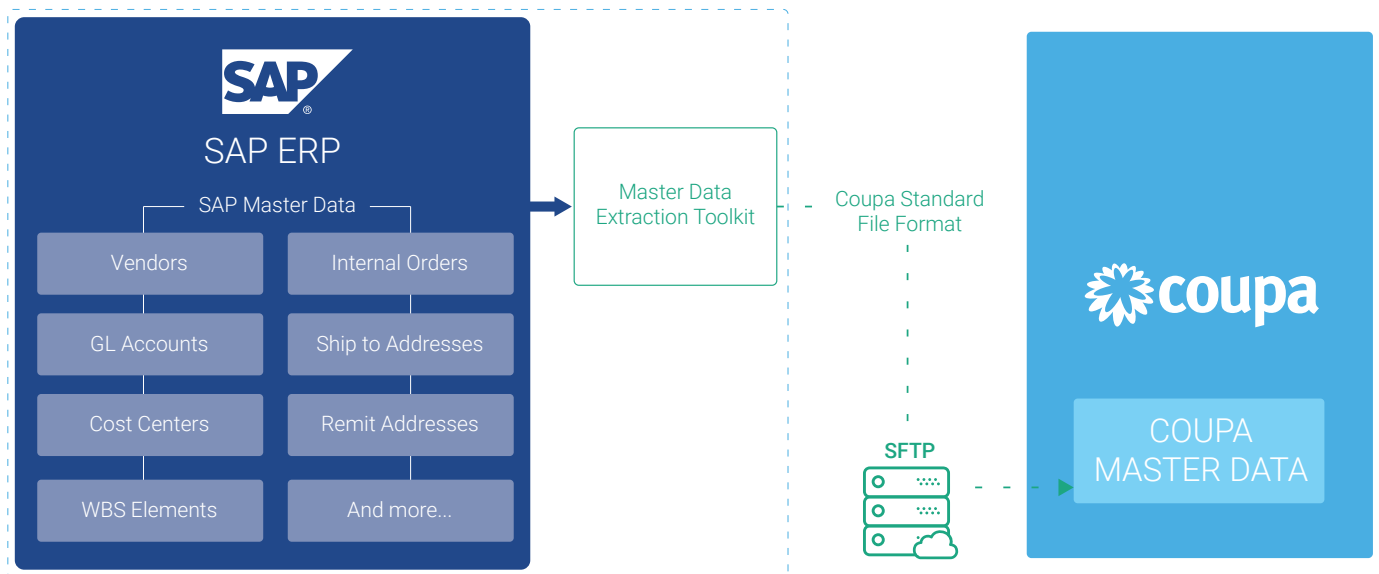 SAP
®
SAP ERP
SAP Master Data
Vendors
Internal Orders
GL Accounts
Ship to Addresses
Cost Centers
Remit Addresses
WBS Elements
And more...
Master Data
Extraction Toolkit
Coupa Standard
File Format
SFTP
coupa
COUPA
MASTER DATA